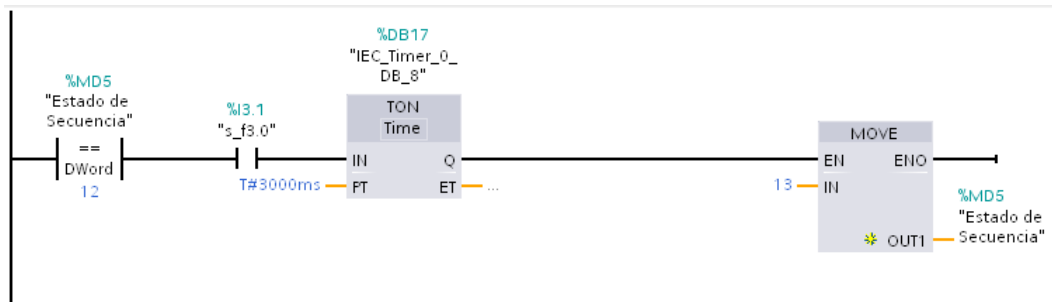 %DB17
"IEC_Timer_0_
DB_8"
%MD5
"Estado de
Secuencia"
==
DWord
12
%I3.1
"s_f3.0"
TON
Time
IN
Q
T#3000ms
PT
ET
...
MOVE
EN
ENO
13
IN
OUT1
%MD5
"Estado de
Secuencia"